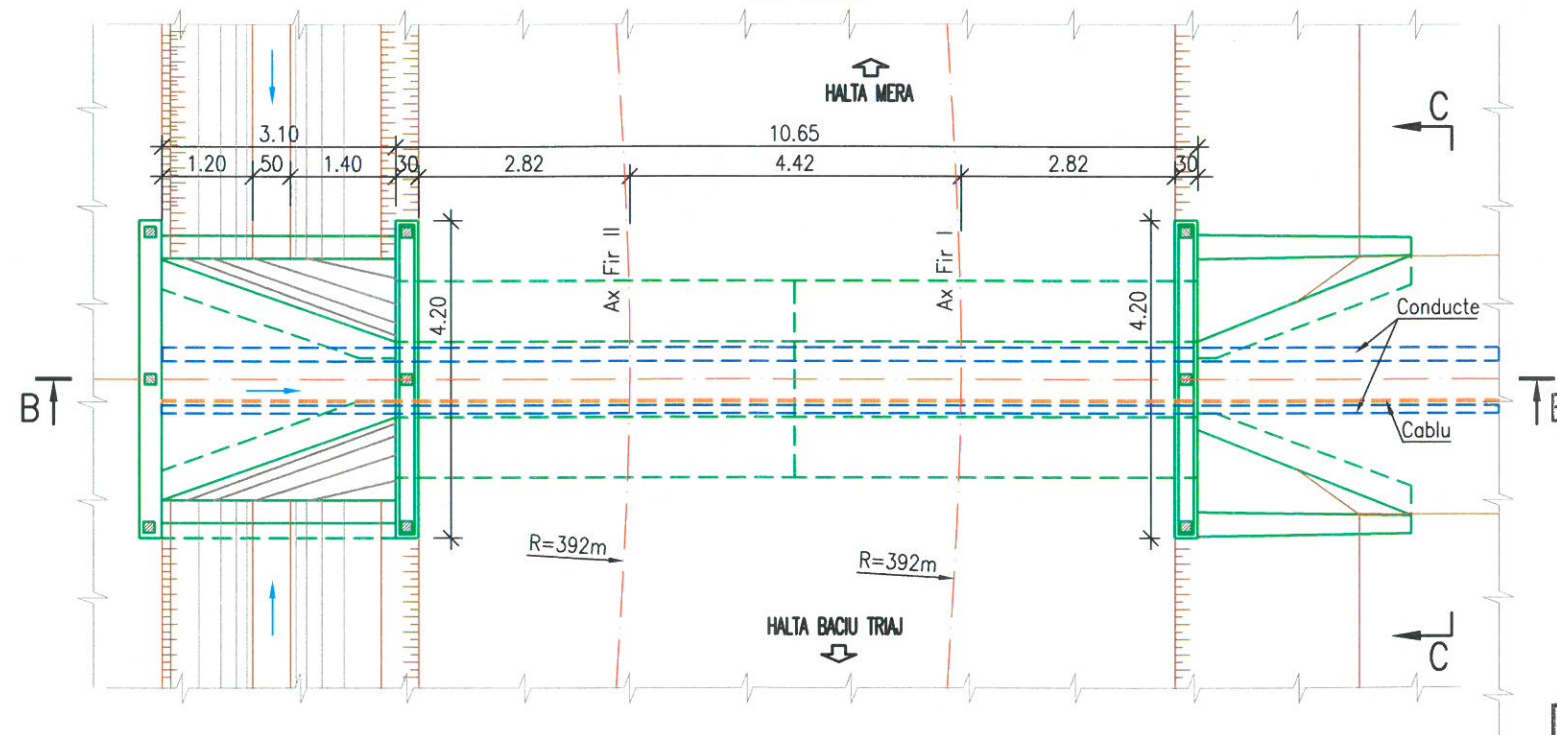 HALTA MERA
C
3.10
10.65
1.20
50
1.40
30
2.82
4.42
2.82
30
Ax Fir II
Ax Fir I
4.20
4.20
Conducte
B
Cablu
R=392m
R=392m
HALTA BACIU TRIAJ
C